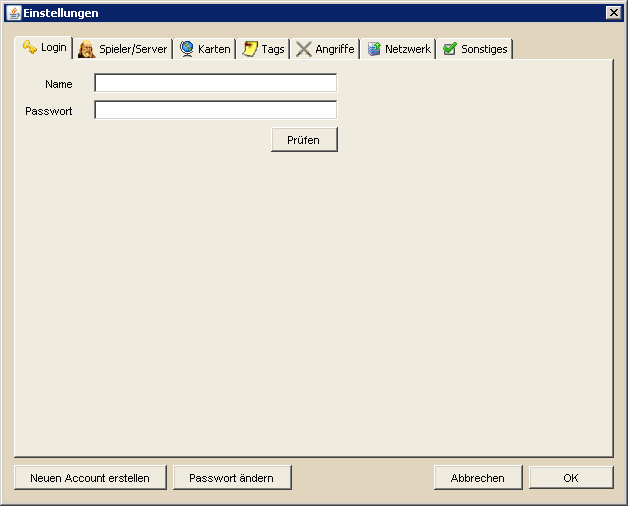 Einstellungen
Login Spieler/Server Karten Tags Angriffe Netzwerk Sonstiges
Name
Passwort
Prüfen
Neuen Account erstellen Passwort ändern Abbrechen OK